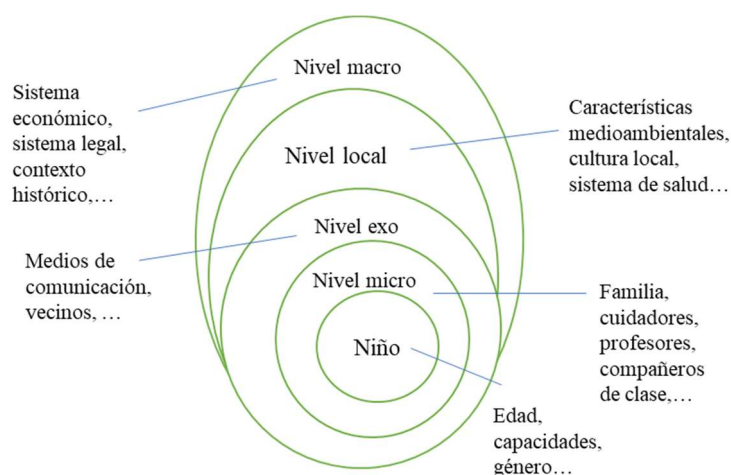 Nivel macro
Sistema
económico,
sistema legal,
contexto
histórico,…
Características
medioambientales,
cultura local,
sistema de salud…
Nivel local
Nivel exo
Medios de
comunicación,
vecinos, …
Nivel micro
Familia,
cuidadores,
profesores,
compañeros
de clase,…
Niño
Edad,
capacidades,
género…